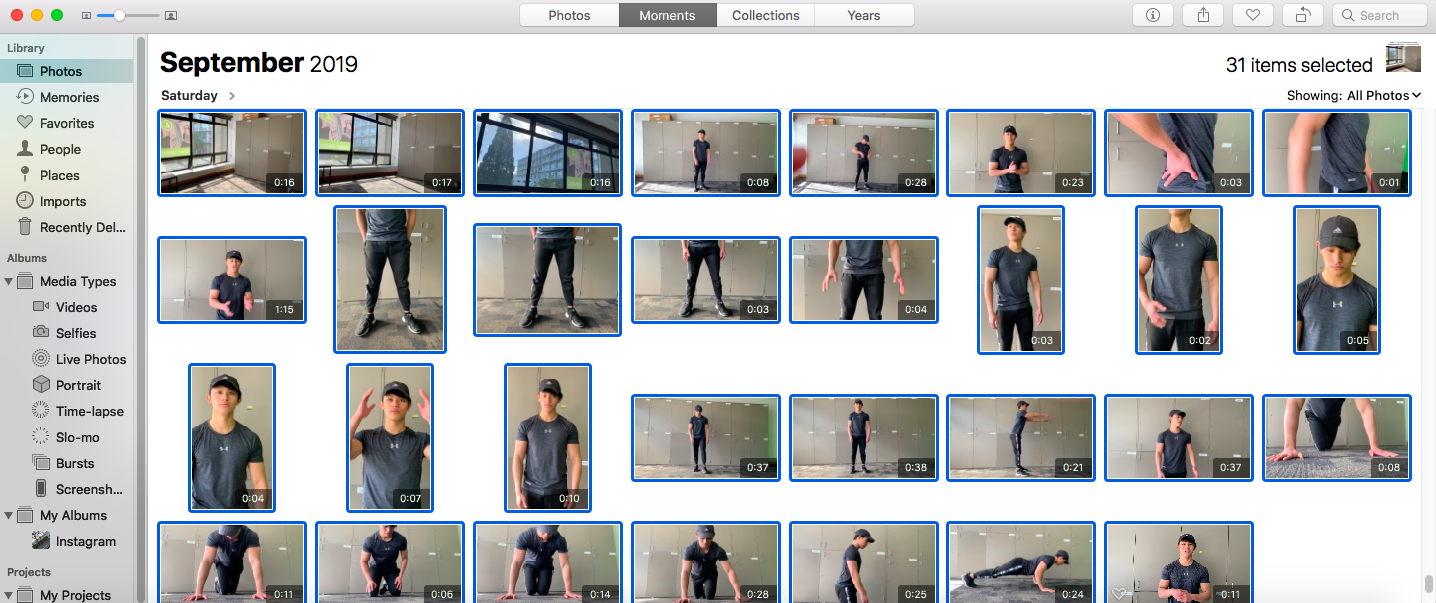 Photos Moments Collections Years Search
Library
Photos
Memories
Favorites
People
Places
Imports
Recently Del...
Albums
Media Types
Videos
Selfies
Live Photos
Portrait
Time-lapse
Slo-mo
Bursts
Screensh...
My Albums
Instagram
Projects
My Projects
September 2019
31 items selected
Saturday >
Showing: All Photos
0:16 0:17 0:16 0:08 0:28 0:23 0:03 0:01
1:15 0:03 0:04 0:03 0:02 0:05
0:04 0:07 0:10 0:37 0:38 0:21 0:37 0:08
0:11 0:06 0:14 0:28 0:25 0:24 0:11